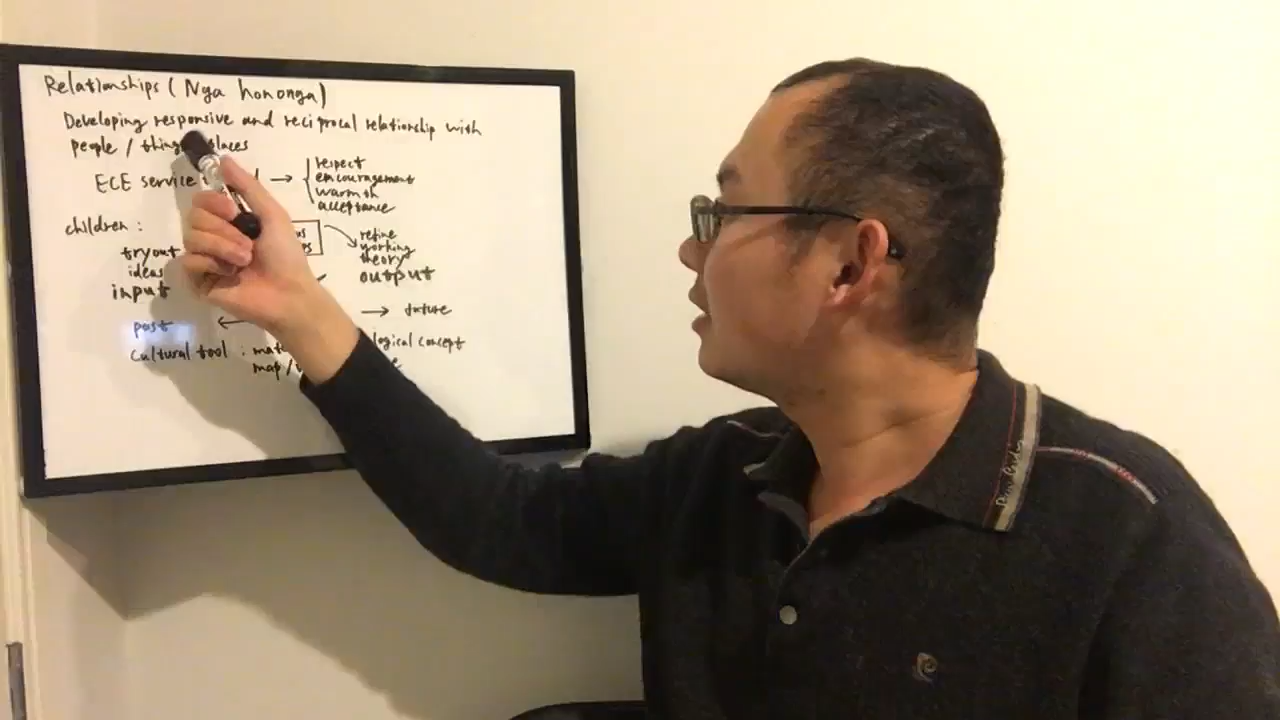 Relationships (Nga hononga)
Developing responsive and reciprocal relationship with
people / things places
ECE service →
respect
encouragement
warmth
acceptance
children :
tryout
ideas
input
refine
working
theory
output
past ← → future
cultural tool : logical concept
map /